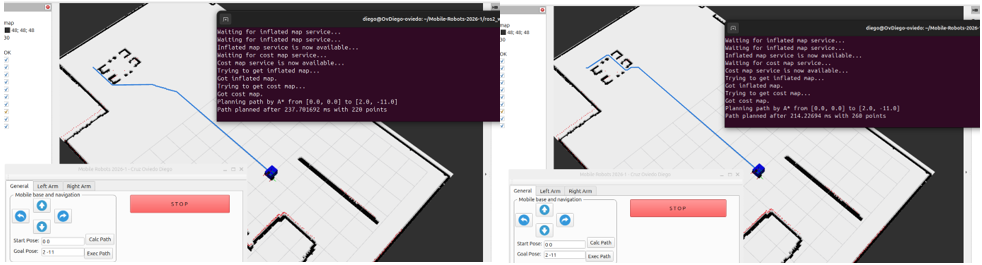 map
48; 48; 48
30
OK
diego@OvDiego-oviedo: ~/Mobile-Robots-2026-1/ros2_w
Waiting for inflated map service...
Waiting for inflated map service...
Inflated map service is now available...
Waiting for cost map service...
Cost map service is now available...
Trying to get inflated map...
Got inflated map.
Trying to get cost map...
Got cost map.
Planning path by A* from [0.0, 0.0] to [2.0, -11.0]
Path planned after 237.701692 ms with 220 points
Mobile Robots 2026-1 - Cruz Oviedo Diego
General Left Arm Right Arm
Mobile base and navigation
STOP
Start Pose: 0 0 Calc Path
Goal Pose: 2 -11 Exec Path
map
48; 48; 48
30
OK
diego@OvDiego-oviedo: ~/Mobile-Robots-2026-
Waiting for inflated map service...
Waiting for inflated map service...
Inflated map service is now available...
Waiting for cost map service...
Cost map service is now available...
Trying to get inflated map...
Got inflated map.
Trying to get cost map...
Got cost map.
Planning path by A* from [0.0, 0.0] to [2.0, -11.0]
Path planned after 214.22694 ms with 260 points
Mobile Robots 2026-1 - Cruz Oviedo Diego
General Left Arm Right Arm
Mobile base and navigation
STOP
Start Pose: 0 0 Calc Path
Goal Pose: 2 -11 Exec Path